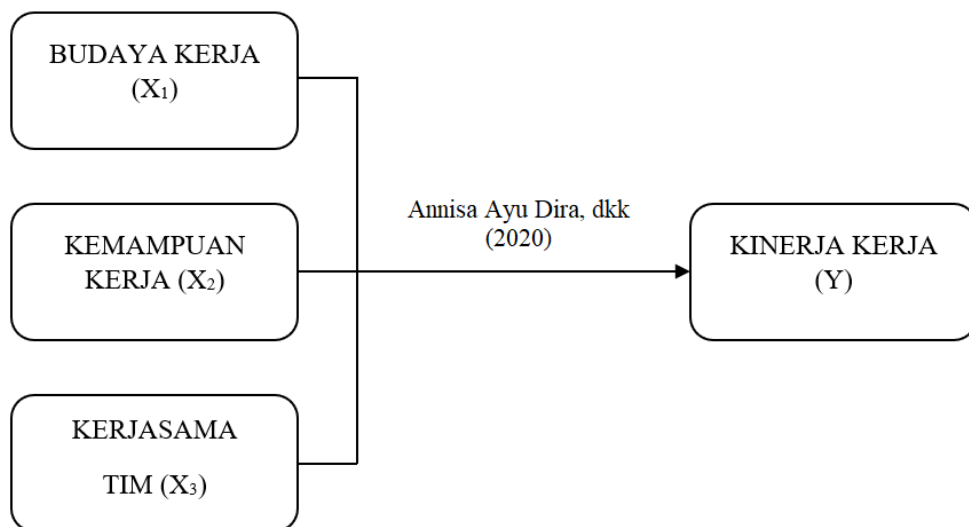 BUDAYA KERJA
(X₁)
Annisa Ayu Dira, dkk
(2020)
KEMAMPUAN
KERJA (X₂)
KINERJA KERJA
(Y)
KERJASAMA
TIM (X₃)